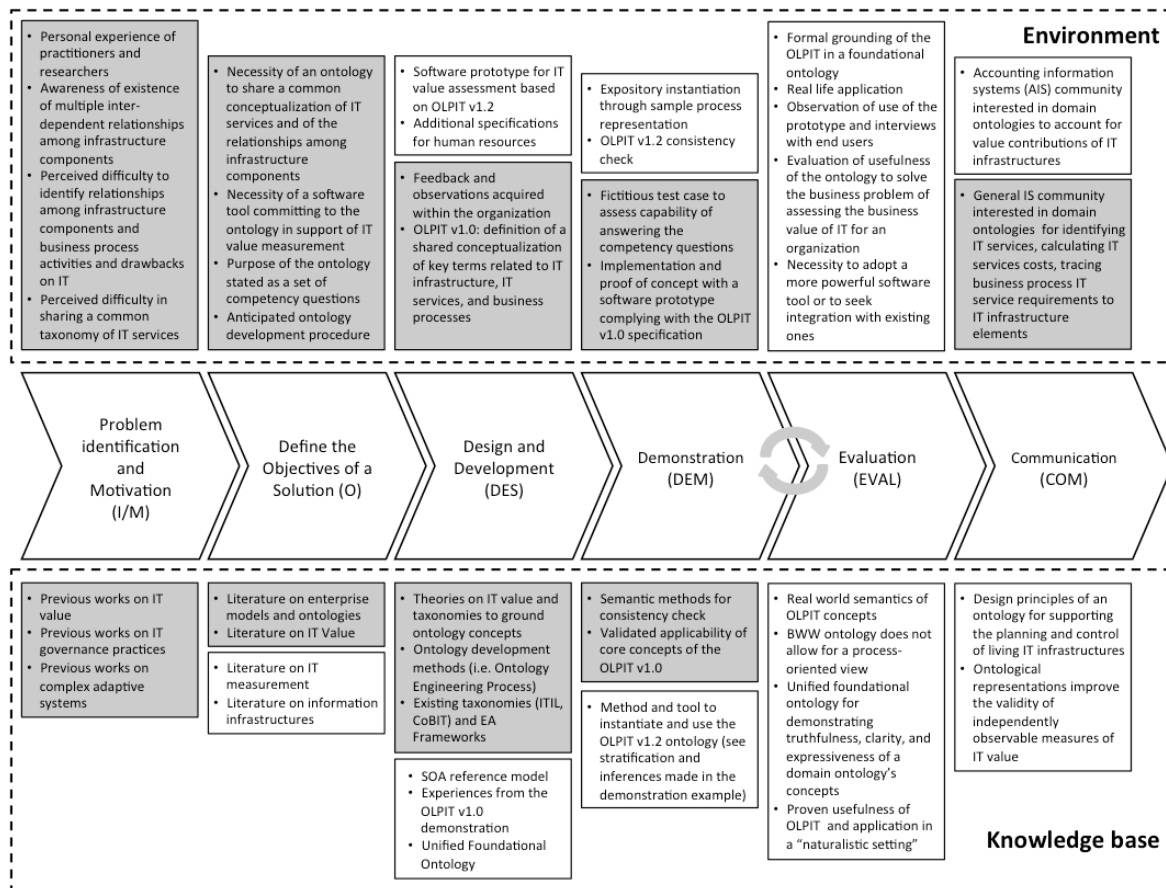 Environment
• Personal experience of
practitioners and
researchers
• Awareness of existence
of multiple inter-
dependent relationships
among infrastructure
components
• Perceived difficulty to
identify relationships
among infrastructure
components and
business process
activities and drawbacks
on IT
• Perceived difficulty in
sharing a common
taxonomy of IT services
• Necessity of an ontology
to share a common
conceptualization of IT
services and of the
relationships among
infrastructure
components
• Necessity of a software
tool committing to the
ontology in support of IT
value measurement
• Purpose of the ontology
stated as a set of
competency questions
• Anticipated ontology
development procedure
• Software prototype for IT
value assessment based
on OLPIT v1.2
• Additional specifications
for human resources
• Feedback and
observations acquired
within the organization
• OLPIT v1.0: definition of a
shared conceptualization
of key terms related to IT
infrastructure, IT
services, and business
processes
• Expository instantiation
through sample process
representation
• OLPIT v1.2 consistency
check
• Fictitious test case to
assess capability of
answering the
competency questions
• Implementation and
proof of concept with a
software prototype
complying with the OLPIT
v1.0 specification
• Formal grounding of the
OLPIT in a foundational
ontology
• Real life application
• Observation of use of the
prototype and interviews
with end users
• Evaluation of usefulness
of the ontology to solve
the business problem of
assessing the business
value of IT for an
organization
• Necessity to adopt a
more powerful software
tool or to seek
integration with existing
ones
• Accounting information
systems (AIS) community
interested in domain
ontologies to account for
value contributions of IT
infrastructures
• General IS community
interested in domain
ontologies for identifying
IT services, calculating IT
services costs, tracing
business process IT
service requirements to
IT infrastructure
elements
Problem
identification
and
Motivation
(I/M)
Define the
Objectives of a
Solution (O)
Design and
Development
(DES)
Demonstration
(DEM)
Evaluation
(EVAL)
Communication
(COM)
• Previous works on IT
value
• Previous works on IT
governance practices
• Previous works on
complex adaptive
systems
• Literature on enterprise
models and ontologies
• Literature on IT Value
• Literature on IT
measurement
• Literature on information
infrastructures
• Theories on IT value and
taxonomies to ground
ontology concepts
• Ontology development
methods (i.e. Ontology
Engineering Process)
• Existing taxonomies (ITIL,
CoBIT) and EA
Frameworks
• SOA reference model
• Experiences from the
OLPIT v1.0
demonstration
• Unified Foundational
Ontology
• Semantic methods for
consistency check
• Validated applicability of
core concepts of the
OLPIT v1.0
• Method and tool to
instantiate and use the
OLPIT v1.2 ontology (see
stratification and
inferences made in the
demonstration example)
• Real world semantics of
OLPIT concepts
• BWW ontology does not
allow for a process-
oriented view
• Unified foundational
ontology for
demonstrating
truthfulness, clarity, and
expressiveness of a
domain ontology's
concepts
• Proven usefulness of
OLPIT and application in
a “naturalistic setting”
• Design principles of an
ontology for supporting
the planning and control
of living IT infrastructures
• Ontological
representations improve
the validity of
independently
observable measures of
IT value
Knowledge base